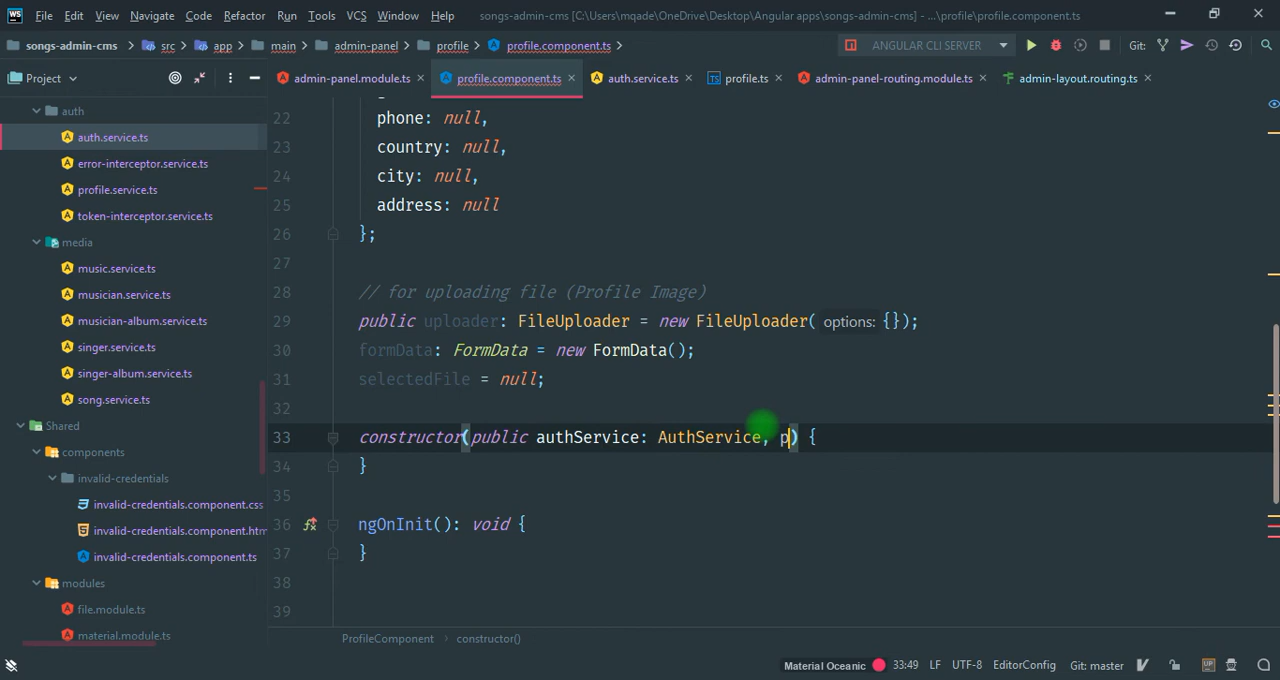 WS File Edit View Navigate Code Refactor Run Tools VCS Window Help songs-admin-cms [C:\Users\mqade\OneDrive\Desktop\Angular apps\songs-admin-cms] - ...\profile\profile.component.ts
songs-admin-cms src app main admin-panel profile profile.component.ts ANGULAR CLI SERVER Git:
Project admin-panel.module.ts profile.component.ts auth.service.ts profile.ts admin-panel-routing.module.ts admin-layout.routing.ts
auth
auth.service.ts
error-interceptor.service.ts
profile.service.ts
token-interceptor.service.ts
media
music.service.ts
musician.service.ts
musician-album.service.ts
singer.service.ts
singer-album.service.ts
song.service.ts
Shared
components
invalid-credentials
invalid-credentials.component.css
invalid-credentials.component.htm
invalid-credentials.component.ts
modules
file.module.ts
material.module.ts
22 phone: null,
23 country: null,
24 city: null,
25 address: null
26 };
27
28 // for uploading file (Profile Image)
29 public uploader: FileUploader = new FileUploader( options: {});
30 formData: FormData = new FormData();
31 selectedFile = null;
32
33 constructor(public authService: AuthService, p) {
34 }
35
36 ngOnInit(): void {
37 }
38
39
ProfileComponent constructor()
Material Oceanic 33:49 LF UTF-8 EditorConfig Git: master